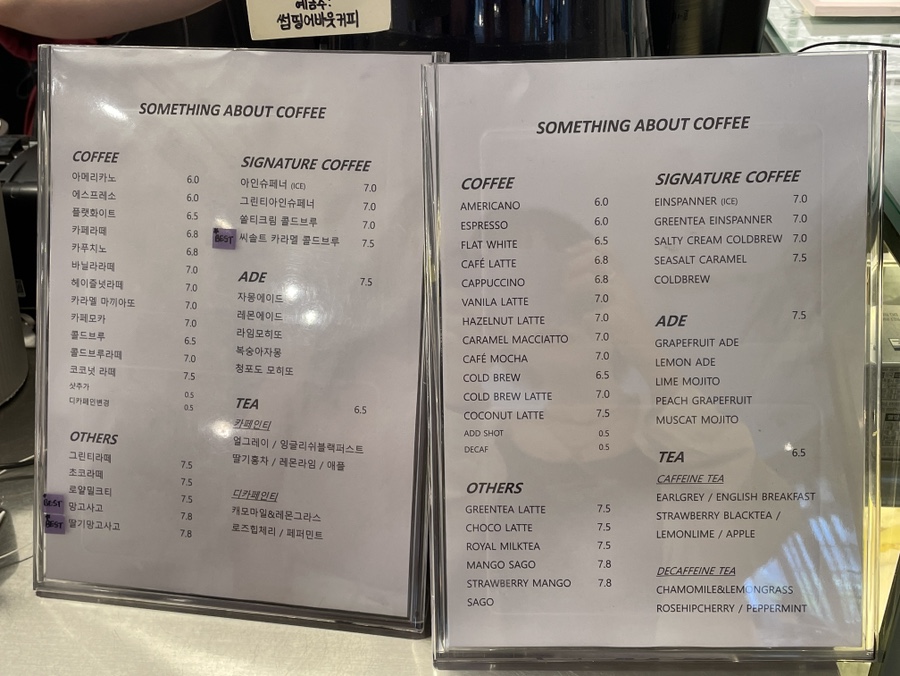 예금주:
썸띵어바웃커피
SOMETHING ABOUT COFFEE
COFFEE
아메리카노 6.0
에스프레소 6.0
플랫화이트 6.5
카페라떼 6.8
카푸치노 6.8
바닐라라떼 7.0
헤이즐넛라떼 7.0
카라멜 마끼아또 7.0
카페모카 7.0
콜드브루 6.5
콜드브루라떼 7.0
코코넛 라떼 7.5
샷추가 0.5
디카페인변경 0.5
OTHERS
그린티라떼 7.5
초코라떼 7.5
로얄밀크티 7.5
BEST 망고사고 7.8
BEST 딸기망고사고 7.8
SIGNATURE COFFEE
아인슈페너 (ICE) 7.0
그린티아인슈페너 7.0
쏠티크림 콜드브루 7.0
BEST 씨솔트 카라멜 콜드브루 7.5
ADE 7.5
자몽에이드
레몬에이드
라임모히또
복숭아자몽
청포도 모히또
TEA 6.5
카페인티
얼그레이 / 잉글리쉬블랙퍼스트
딸기홍차 / 레몬라임 / 애플
디카페인티
캐모마일&레몬그라스
로즈힙체리 / 페퍼민트
SOMETHING ABOUT COFFEE
COFFEE
AMERICANO 6.0
ESPRESSO 6.0
FLAT WHITE 6.5
CAFÉ LATTE 6.8
CAPPUCCINO 6.8
VANILA LATTE 7.0
HAZELNUT LATTE 7.0
CARAMEL MACCIATTO 7.0
CAFÉ MOCHA 7.0
COLD BREW 6.5
COLD BREW LATTE 7.0
COCONUT LATTE 7.5
ADD SHOT 0.5
DECAF 0.5
OTHERS
GREENTEA LATTE 7.5
CHOCO LATTE 7.5
ROYAL MILKTEA 7.5
MANGO SAGO 7.8
STRAWBERRY MANGO 7.8
SAGO
SIGNATURE COFFEE
EINSPANNER (ICE) 7.0
GREENTEA EINSPANNER 7.0
SALTY CREAM COLDBREW 7.0
SEASALT CARAMEL 7.5
COLDBREW
ADE 7.5
GRAPEFRUIT ADE
LEMON ADE
LIME MOJITO
PEACH GRAPEFRUIT
MUSCAT MOJITO
TEA 6.5
CAFFEINE TEA
EARLGREY / ENGLISH BREAKFAST
STRAWBERRY BLACKTEA /
LEMONLIME / APPLE
DECAFFEINE TEA
CHAMOMILE&LEMONGRASS
ROSEHIPCHERRY / PEPPERMINT